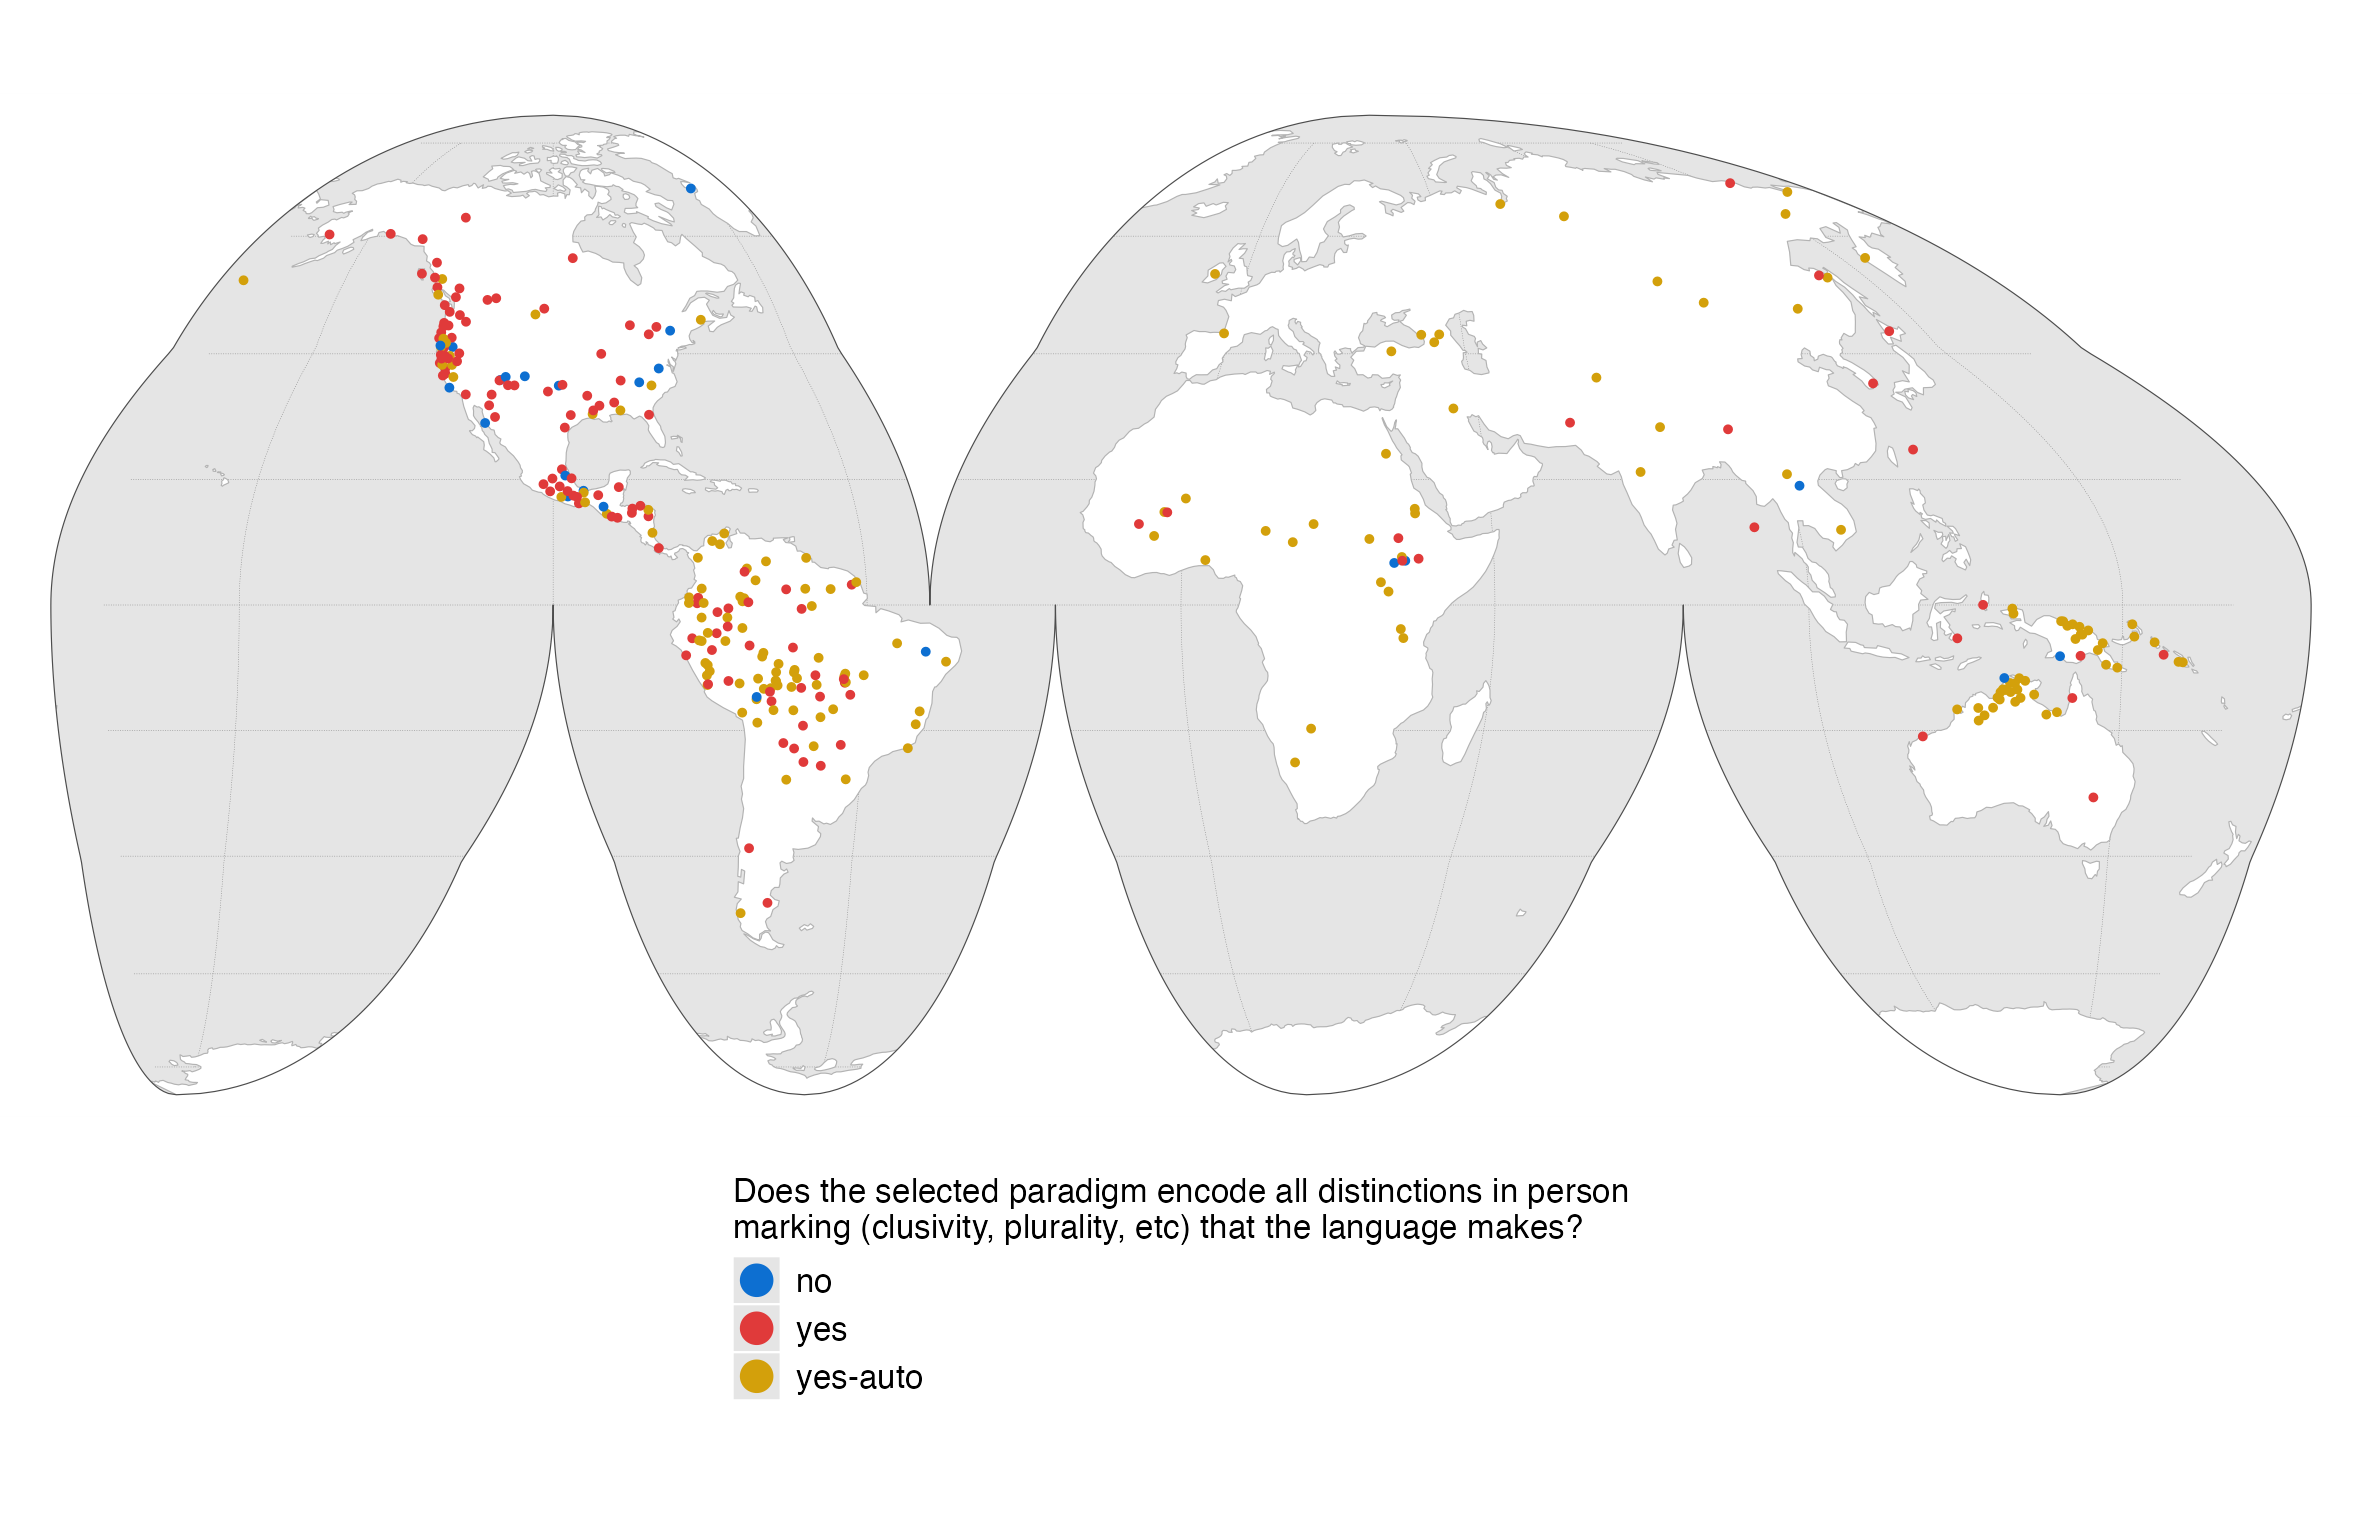 Does the selected paradigm encode all distinctions in person
marking (clusivity, plurality, etc) that the language makes?
no
yes
yes-auto